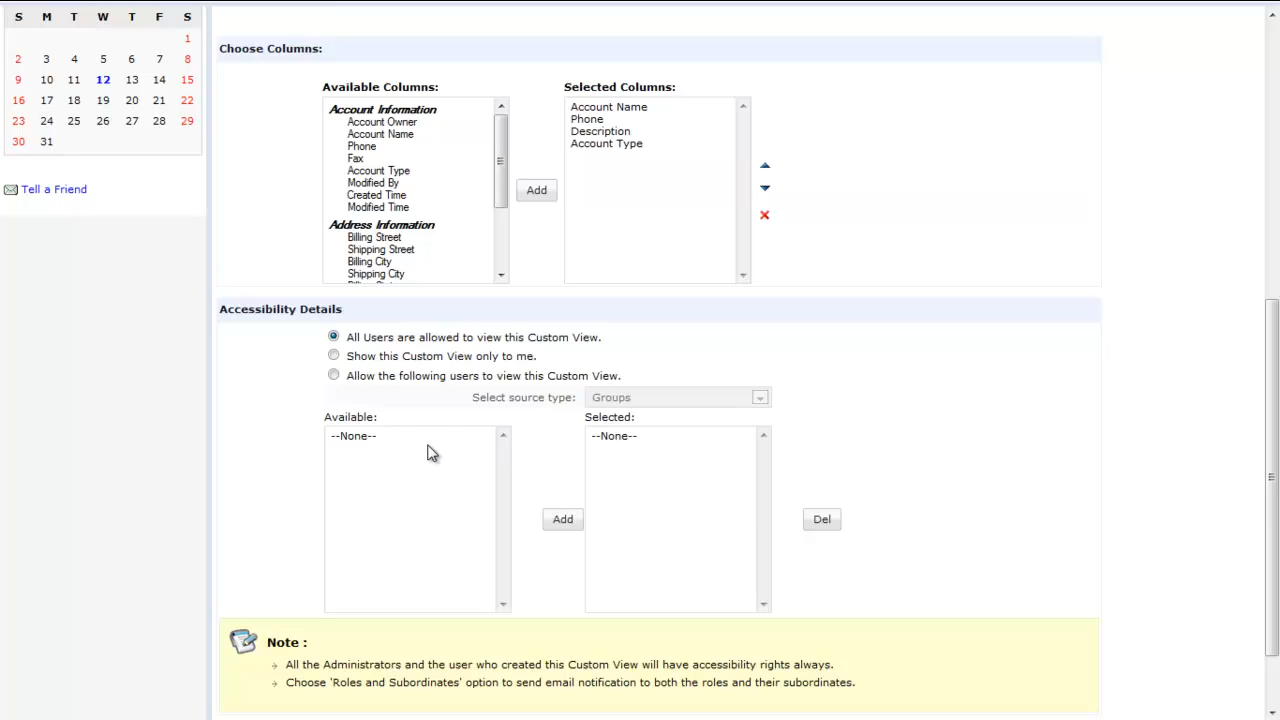 S M T W T F S
1
2 3 4 5 6 7 8
9 10 11 12 13 14 15
16 17 18 19 20 21 22
23 24 25 26 27 28 29
30 31
Tell a Friend
Choose Columns:
Available Columns:
Account Information
Account Owner
Account Name
Phone
Fax
Account Type
Modified By
Created Time
Modified Time
Address Information
Billing Street
Shipping Street
Billing City
Shipping City
Add
Selected Columns:
Account Name
Phone
Description
Account Type
Accessibility Details
All Users are allowed to view this Custom View.
Show this Custom View only to me.
Allow the following users to view this Custom View.
Select source type: Groups
Available:
--None--
Add
Selected:
--None--
Del
Note :
All the Administrators and the user who created this Custom View will have accessibility rights always.
Choose 'Roles and Subordinates' option to send email notification to both the roles and their subordinates.